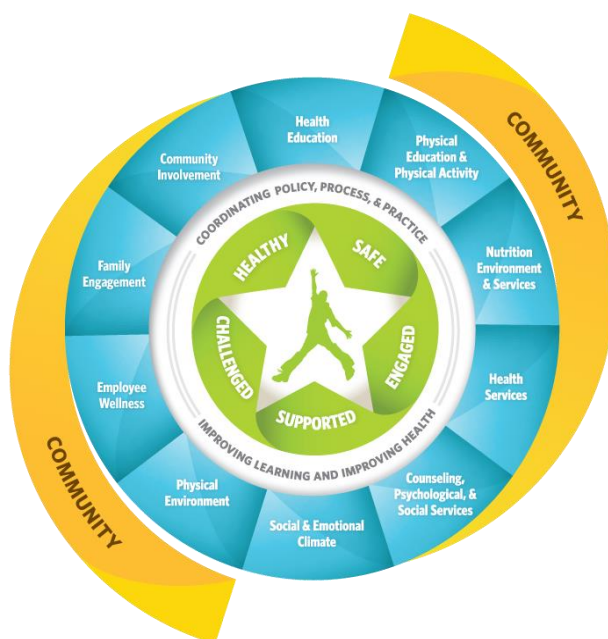 COMMUNITY
Health
Education
Physical
Education &
Physical Activity
Nutrition
Environment
& Services
Health
Services
Counseling,
Psychological, &
Social Services
Social & Emotional
Climate
Physical
Environment
Employee
Wellness
Family
Engagement
Community
Involvement
COORDINATING POLICY, PROCESS, & PRACTICE
IMPROVING LEARNING AND IMPROVING HEALTH
HEALTHY
SAFE
ENGAGED
SUPPORTED
CHALLENGED
COMMUNITY